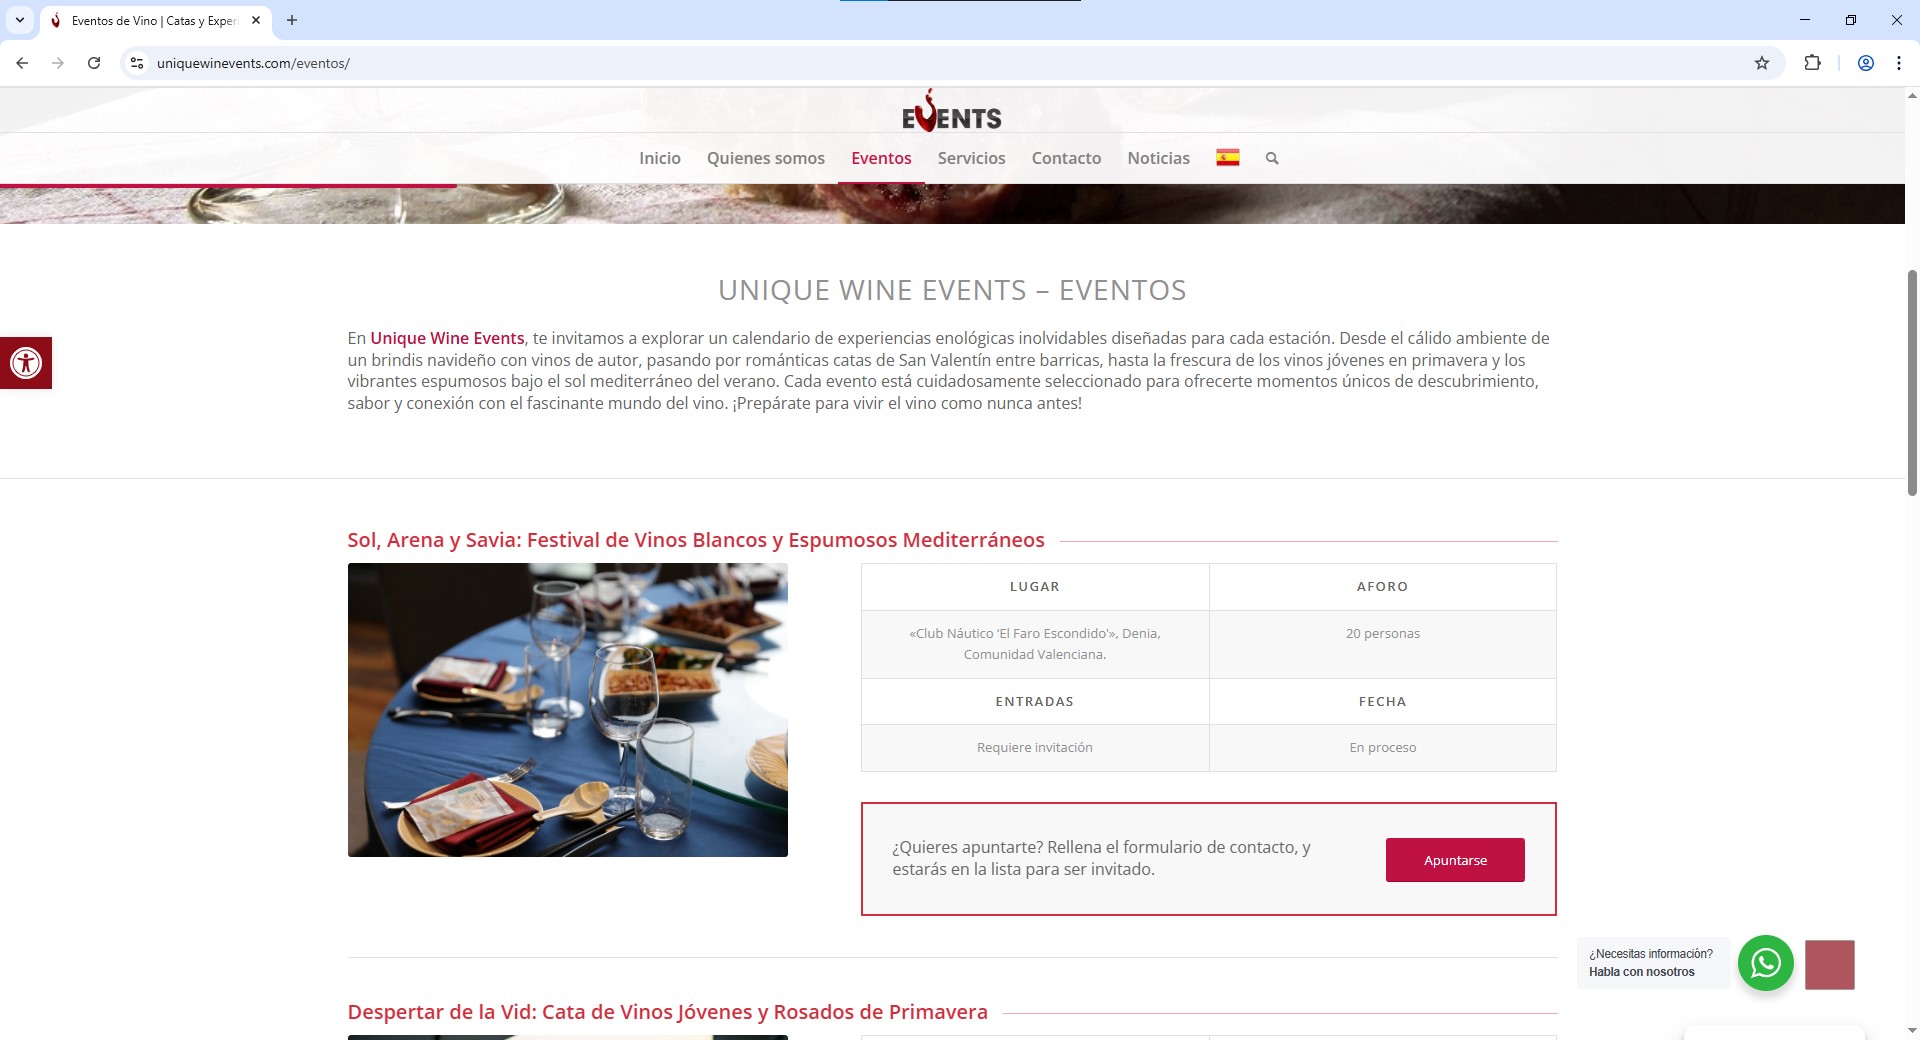 Eventos de Vino | Catas y Exper
uniquewinevents.com/eventos/
EVENTS
Inicio Quienes somos Eventos Servicios Contacto Noticias
UNIQUE WINE EVENTS – EVENTOS
En Unique Wine Events, te invitamos a explorar un calendario de experiencias enológicas inolvidables diseñadas para cada estación. Desde el cálido ambiente de
un brindis navideño con vinos de autor, pasando por románticas catas de San Valentín entre barricas, hasta la frescura de los vinos jóvenes en primavera y los
vibrantes espumosos bajo el sol mediterráneo del verano. Cada evento está cuidadosamente seleccionado para ofrecerte momentos únicos de descubrimiento,
sabor y conexión con el fascinante mundo del vino. ¡Prepárate para vivir el vino como nunca antes!
Sol, Arena y Savia: Festival de Vinos Blancos y Espumosos Mediterráneos
LUGAR AFORO
«Club Náutico ‘El Faro Escondido'», Denia, 20 personas
Comunidad Valenciana.
ENTRADAS FECHA
Requiere invitación En proceso
¿Quieres apuntarte? Rellena el formulario de contacto, y
estarás en la lista para ser invitado.
Apuntarse
¿Necesitas información?
Habla con nosotros
Despertar de la Vid: Cata de Vinos Jóvenes y Rosados de Primavera